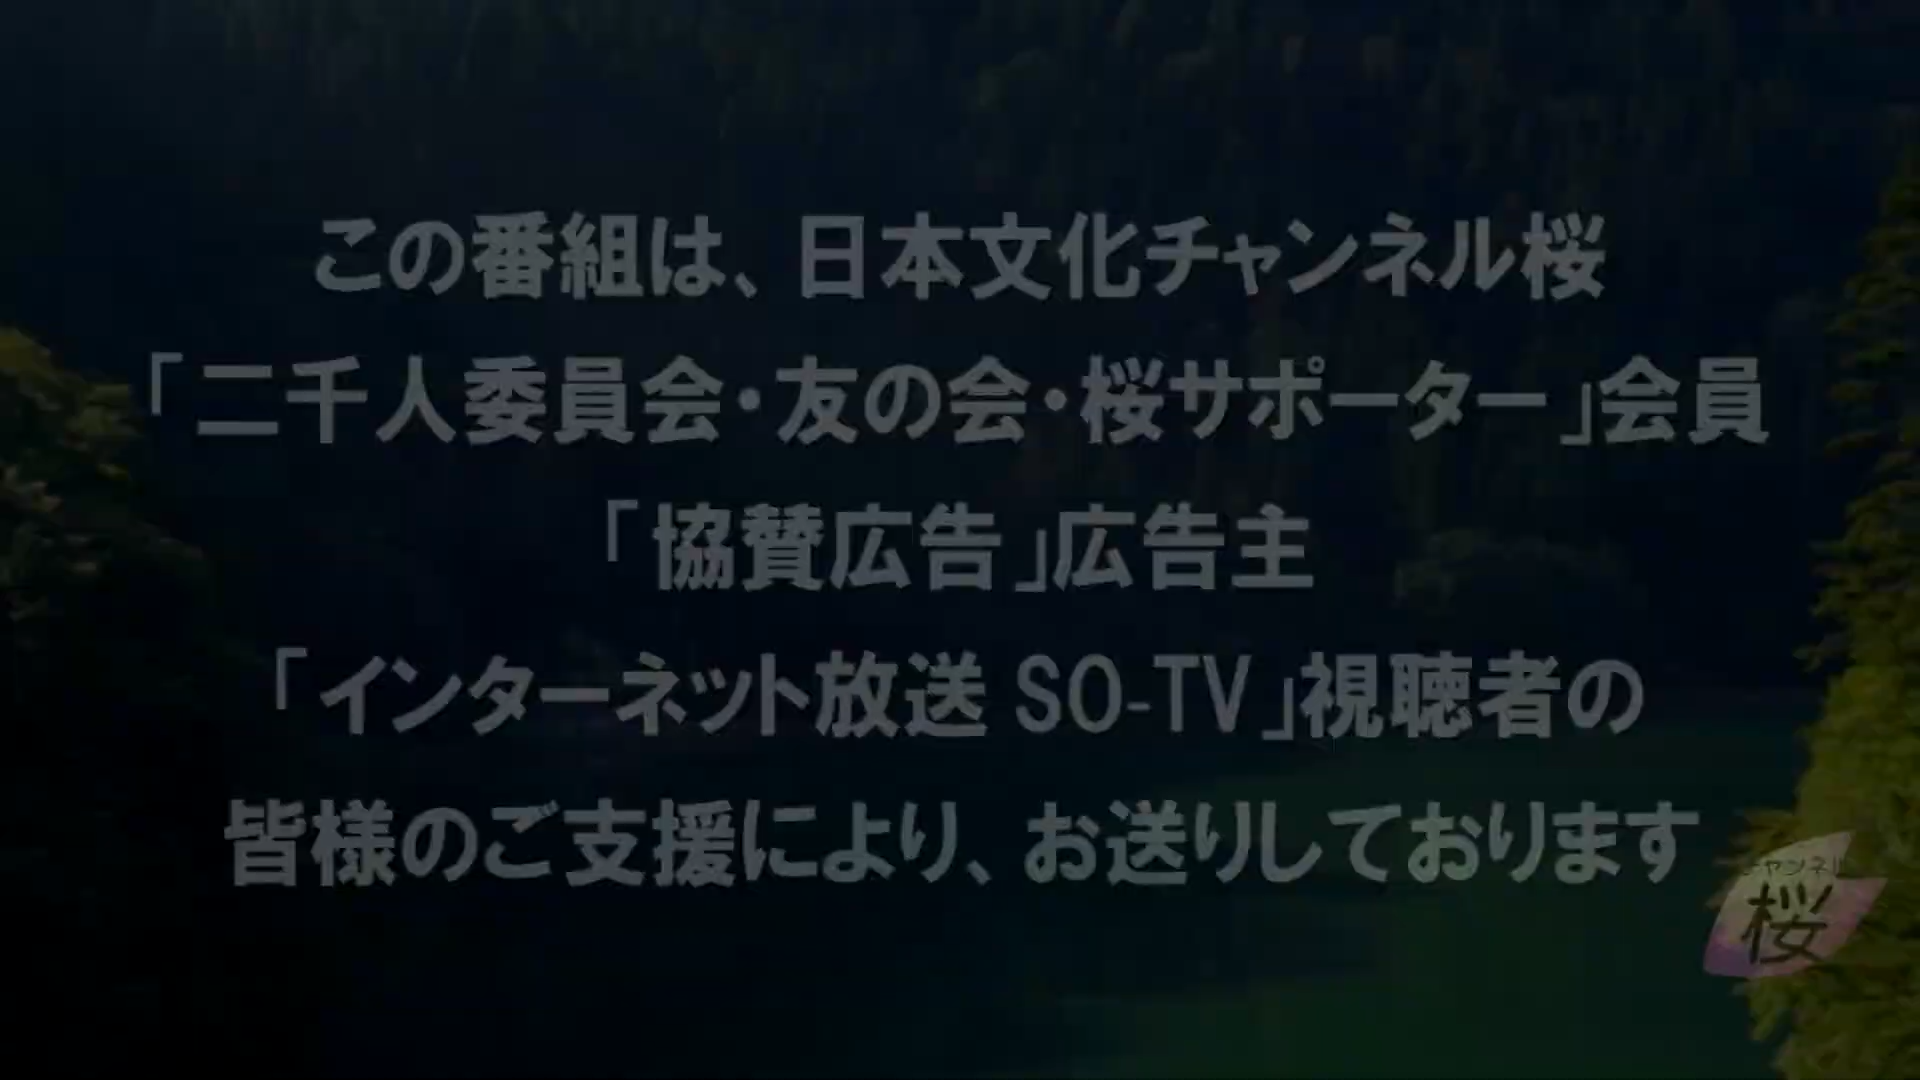 この番組は、日本文化チャンネル桜
「二千人委員会・友の会・桜サポーター」会員
「協賛広告」広告主
「インターネット放送 SO-TV」視聴者の
皆様のご支援により、お送りしております
チャンネル
桜